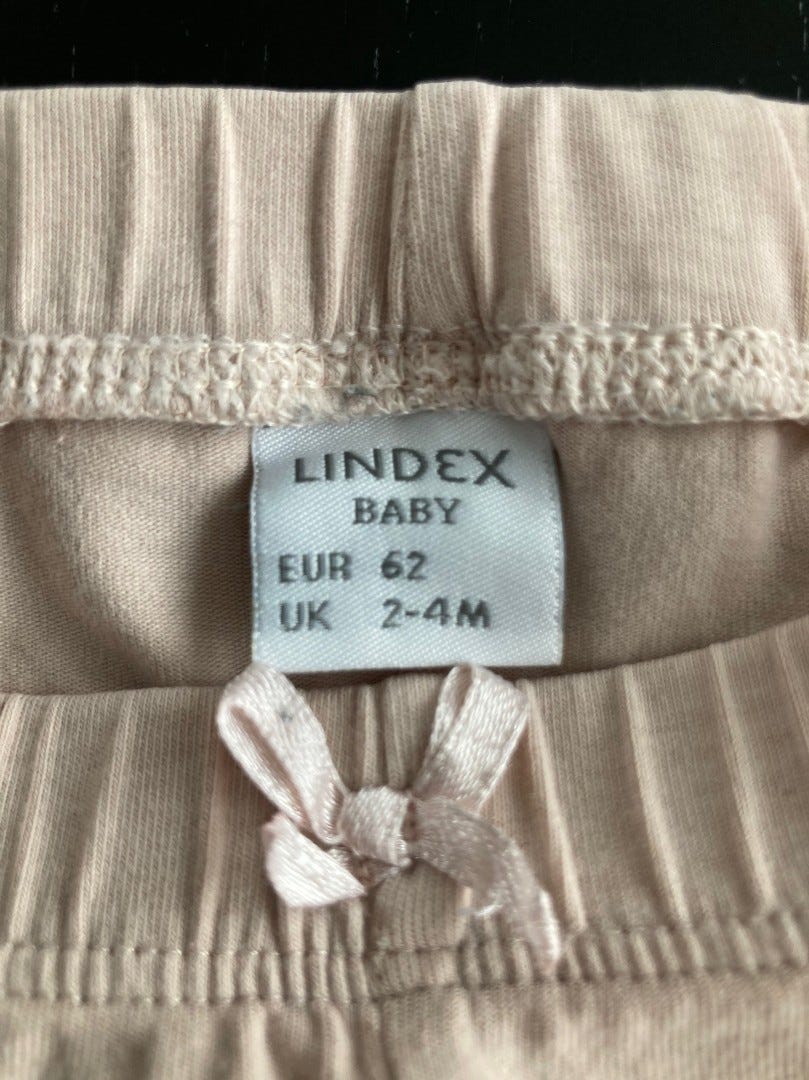 LINDEX
BABY
EUR 62
UK 2-4M